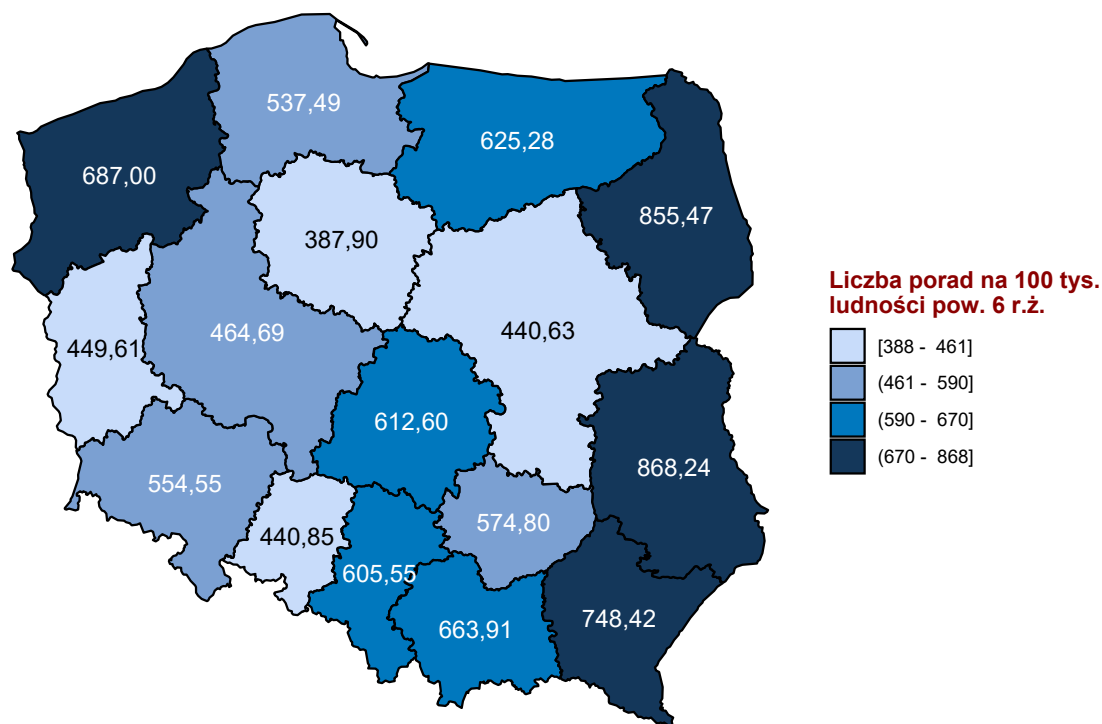 537,49
625,28
687,00
855,47
387,90
464,69
440,63
449,61
612,60
868,24
554,55
574,80
440,85
605,55
748,42
663,91
Liczba porad na 100 tys.
ludności pow. 6 r.ż.
[388 - 461]
(461 - 590]
(590 - 670]
(670 - 868]